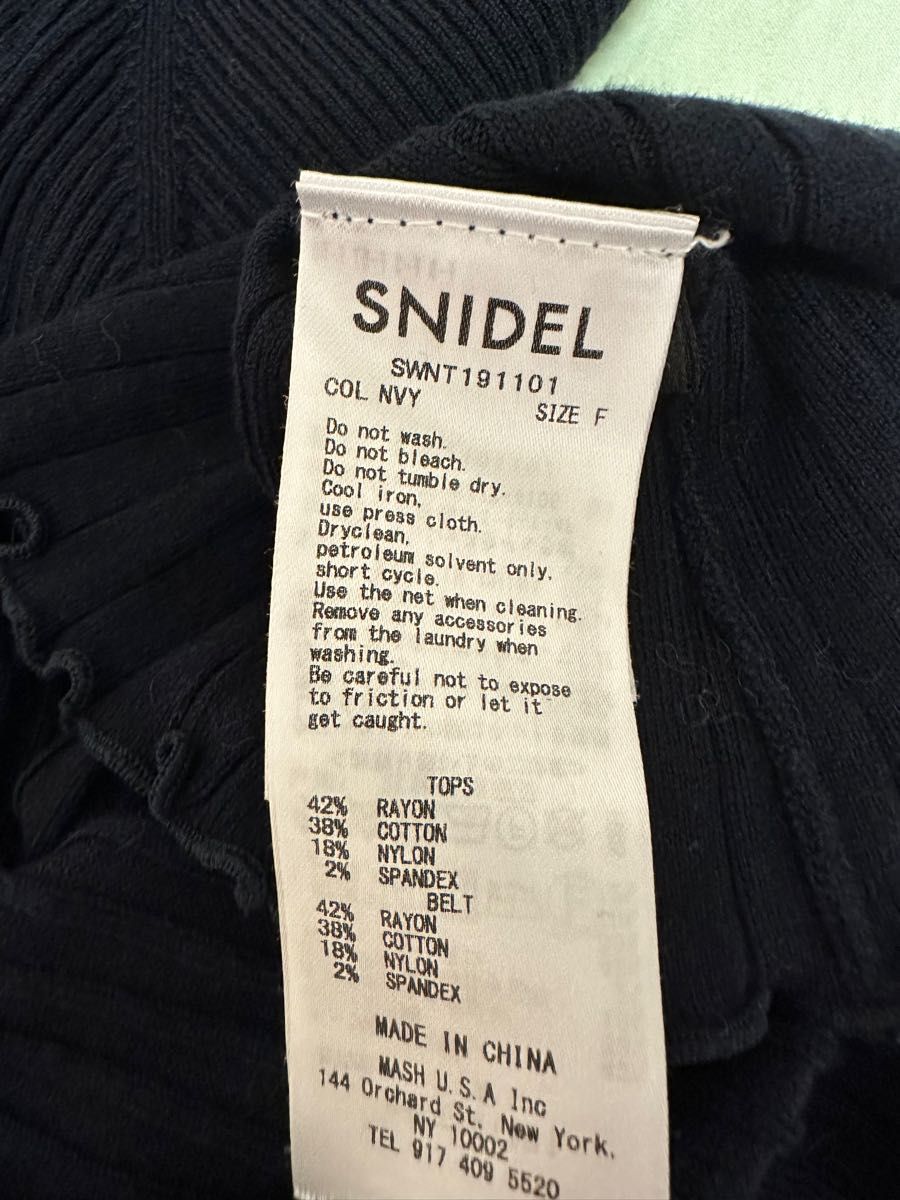 SNIDEL
SWNT191101
COL NVY SIZE F
Do not wash.
Do not bleach.
Do not tumble dry.
Cool iron,
use press cloth.
Dryclean,
petroleum solvent only,
short cycle.
Use the net when cleaning.
Remove any accessories
from the laundry when
washing.
Be careful not to expose
to friction or let it
get caught.
TOPS
42% RAYON
38% COTTON
18% NYLON
2% SPANDEX
BELT
42% RAYON
38% COTTON
18% NYLON
2% SPANDEX
MADE IN CHINA
MASH U.S.A Inc
144 Orchard St. New York.
NY 10002
TEL 917 409 5520